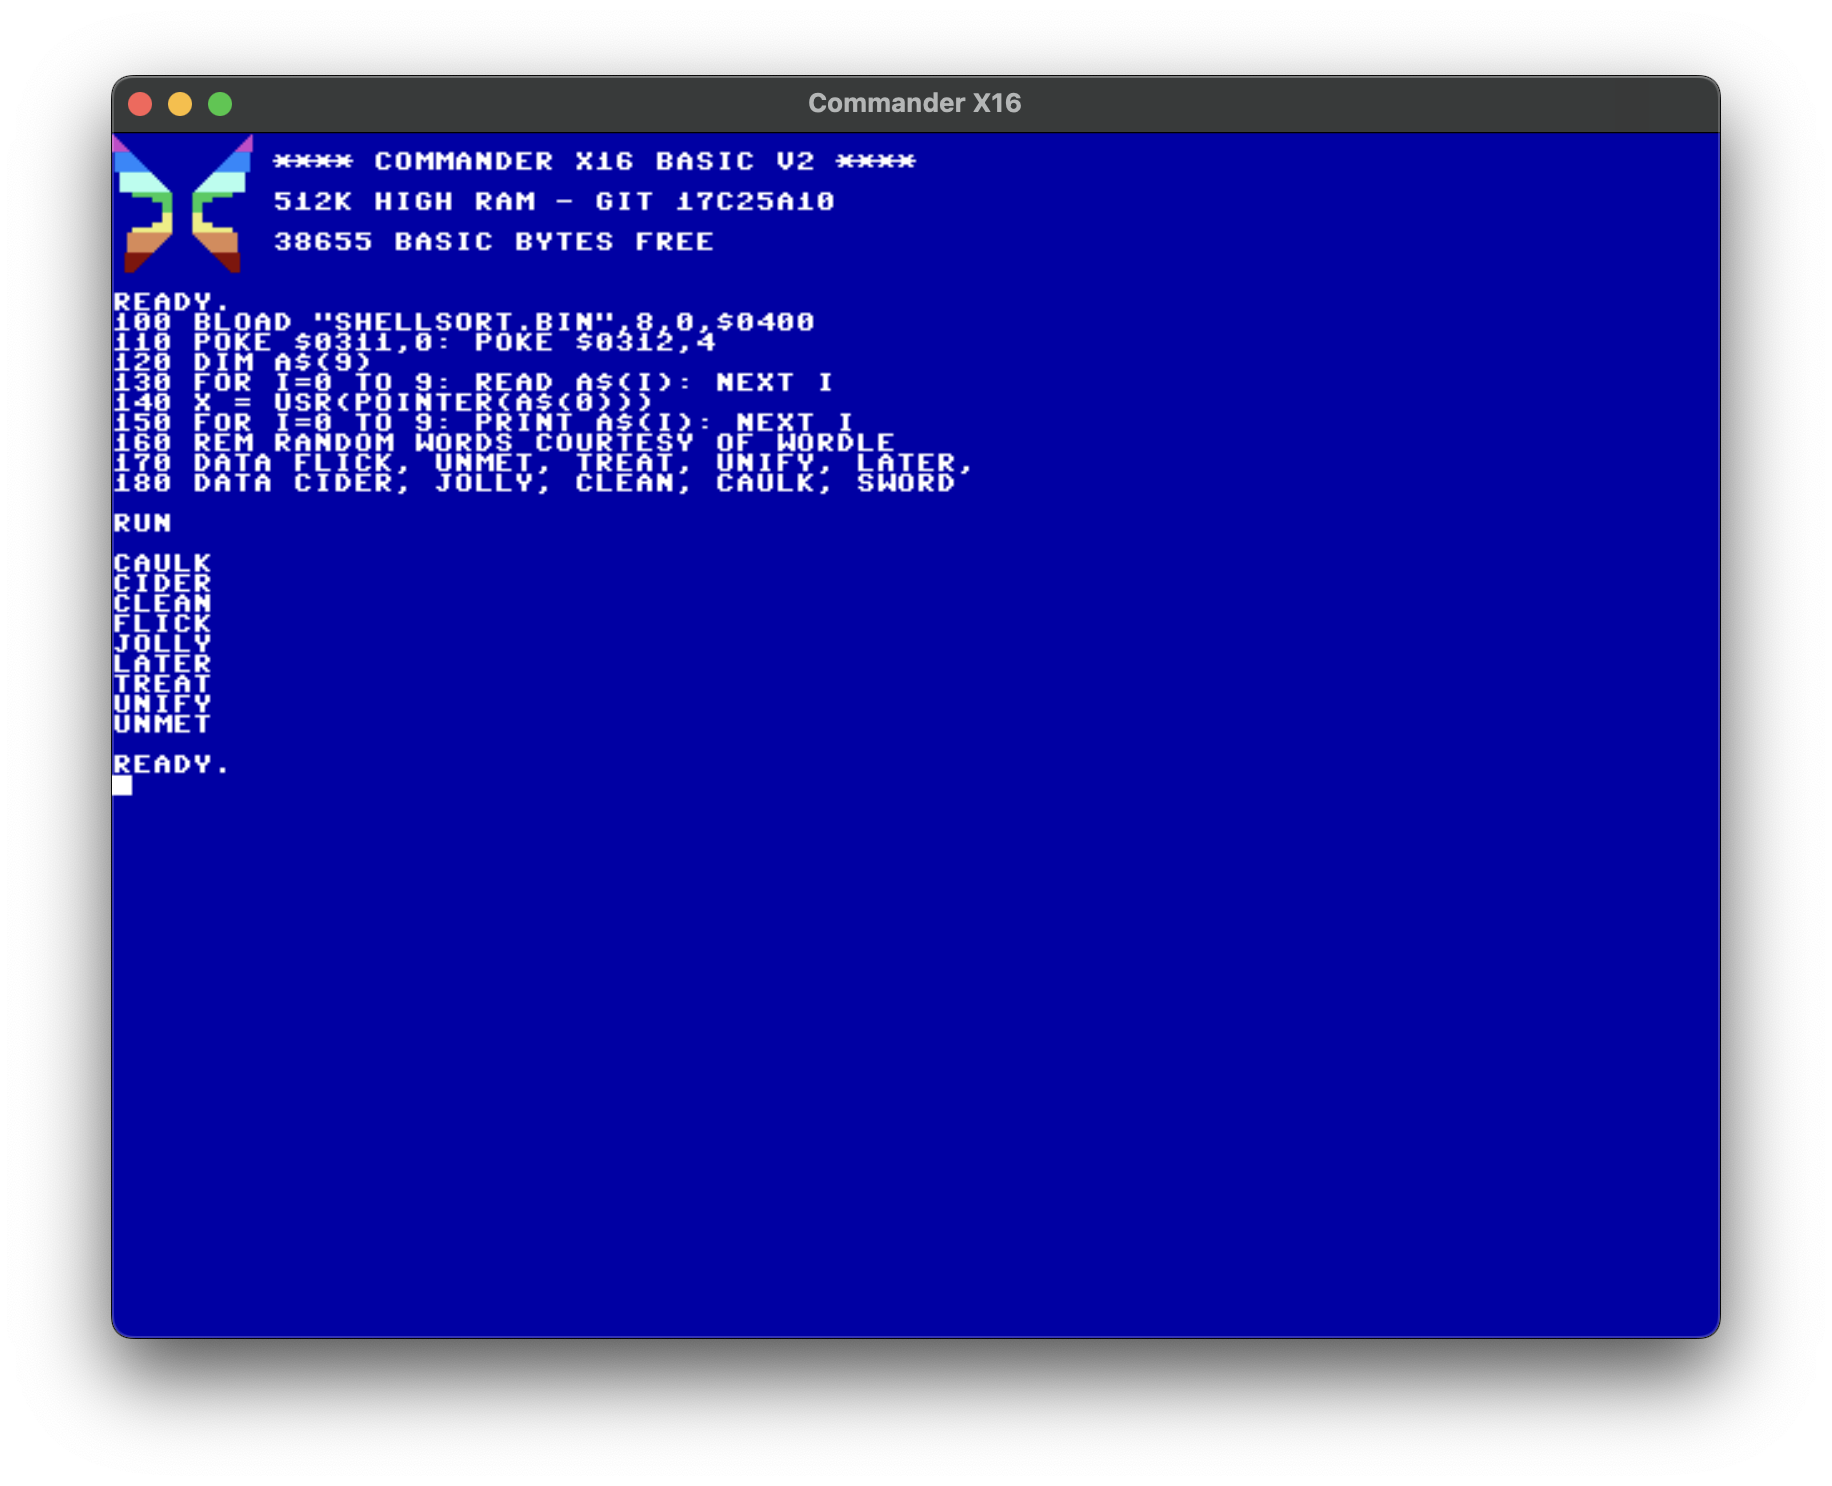 Commander X16
**** COMMANDER X16 BASIC V2 ****
512K HIGH RAM - GIT 17C25A10
38655 BASIC BYTES FREE
READY.
100 BLOAD "SHELLSORT.BIN",8,0,$0400
110 POKE $0311,0: POKE $0312,4
120 DIM A$(9)
130 FOR I=0 TO 9: READ A$(I): NEXT I
140 X = USR(POINTER(A$(0)))
150 FOR I=0 TO 9: PRINT A$(I): NEXT I
160 REM RANDOM WORDS COURTESY OF WORDLE
170 DATA FLICK, UNMET, TREAT, UNIFY, LATER,
180 DATA CIDER, JOLLY, CLEAN, CAULK, SWORD
RUN
CAULK
CIDER
CLEAN
FLICK
JOLLY
LATER
TREAT
UNIFY
UNMET
READY.